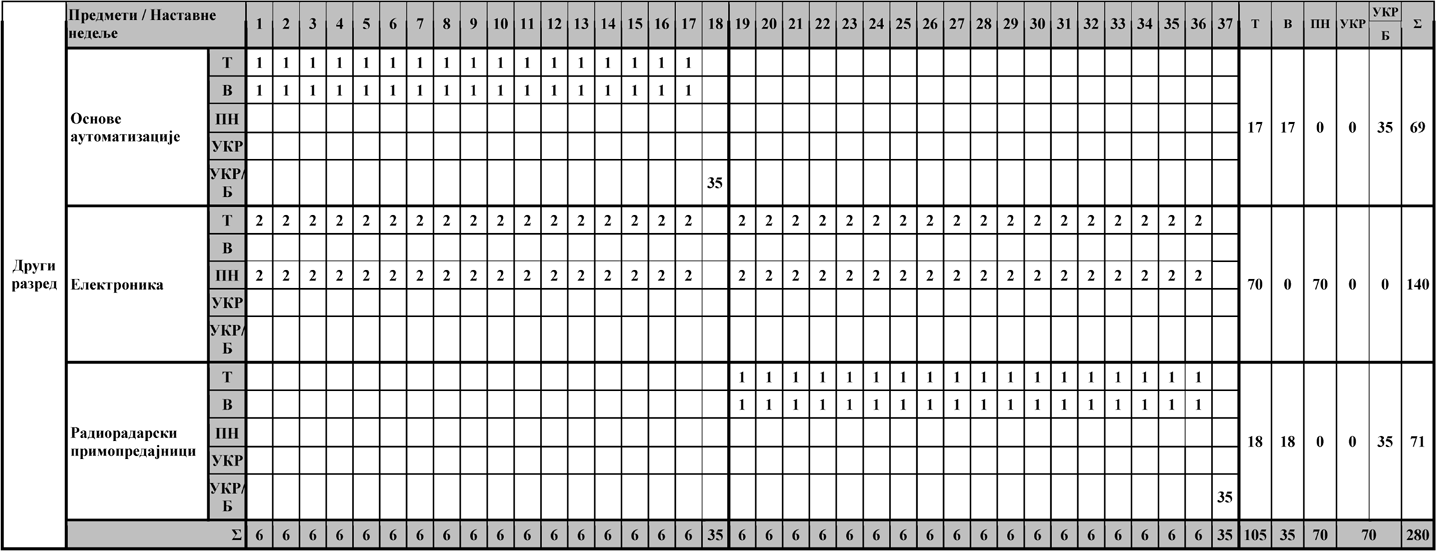 Предмети / Наставне недеље 1 2 3 4 5 6 7 8 9 10 11 12 13 14 15 16 17 18 19 20 21 22 23 24 25 26 27 28 29 30 31 32 33 34 35 36 37 Т В ПН УКР УКР Б Σ
Други разред
Основе аутоматизације
Т 1 1 1 1 1 1 1 1 1 1 1 1 1 1 1 1 1
В 1 1 1 1 1 1 1 1 1 1 1 1 1 1 1 1 1
ПН
УКР
УКР/Б 35
17 17 0 0 35 69
Електроника
Т 2 2 2 2 2 2 2 2 2 2 2 2 2 2 2 2 2 2 2 2 2 2 2 2 2 2 2 2 2 2 2 2 2 2 2
В
ПН 2 2 2 2 2 2 2 2 2 2 2 2 2 2 2 2 2 2 2 2 2 2 2 2 2 2 2 2 2 2 2 2 2 2 2
УКР
УКР/Б
70 0 70 0 0 140
Радиорадарски примопредајници
Т 1 1 1 1 1 1 1 1 1 1 1 1 1 1 1 1 1 1
В 1 1 1 1 1 1 1 1 1 1 1 1 1 1 1 1 1 1
ПН
УКР
УКР/Б 35
18 18 0 0 35 71
Σ 6 6 6 6 6 6 6 6 6 6 6 6 6 6 6 6 6 35 6 6 6 6 6 6 6 6 6 6 6 6 6 6 6 6 6 6 35 105 35 70 70 280